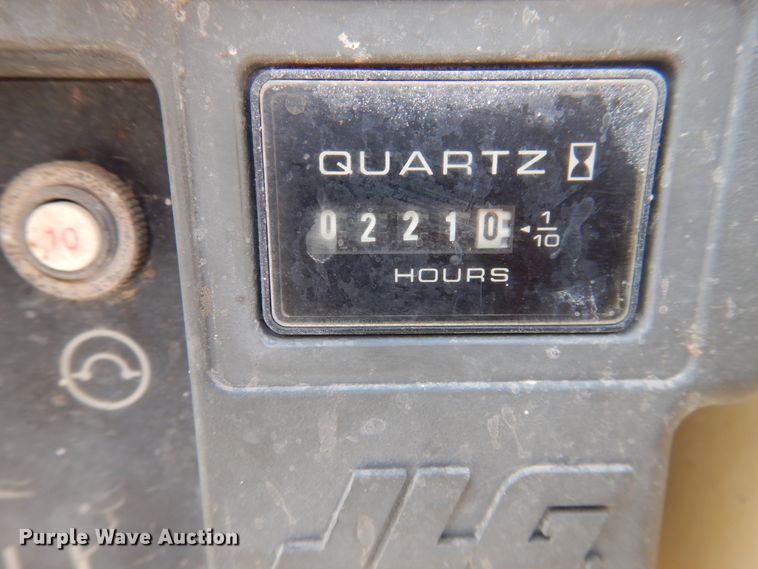 QUARTZ
0 2 2 1 0 1/10
HOURS
10
JLG
Purple Wave Auction